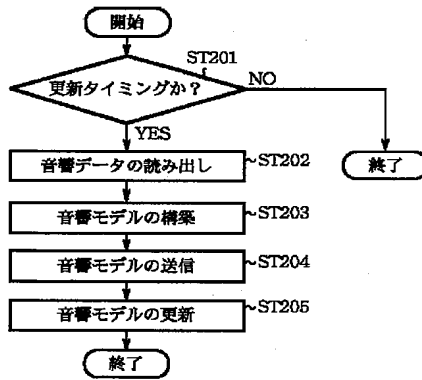 開始
ST201
更新タイミングか?
NO
YES
音響データの読み出し
~ST202
終了
音響モデルの構築
~ST203
音響モデルの送信
~ST204
音響モデルの更新
~ST205
終了